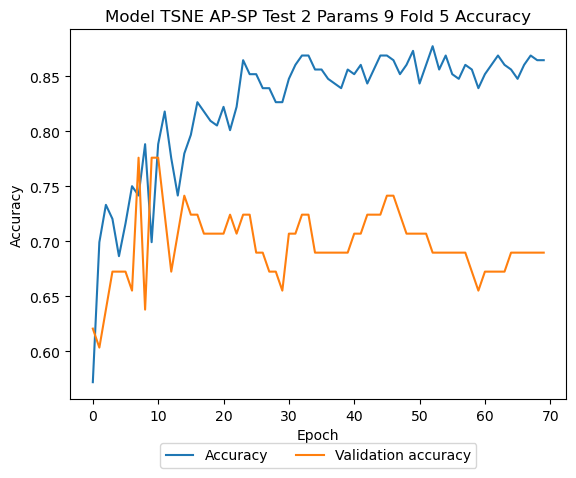 Model TSNE AP-SP Test 2 Params 9 Fold 5 Accuracy
Accuracy
0.85
0.80
0.75
0.70
0.65
0.60
0 10 20 30 40 50 60 70
Epoch
Accuracy Validation accuracy